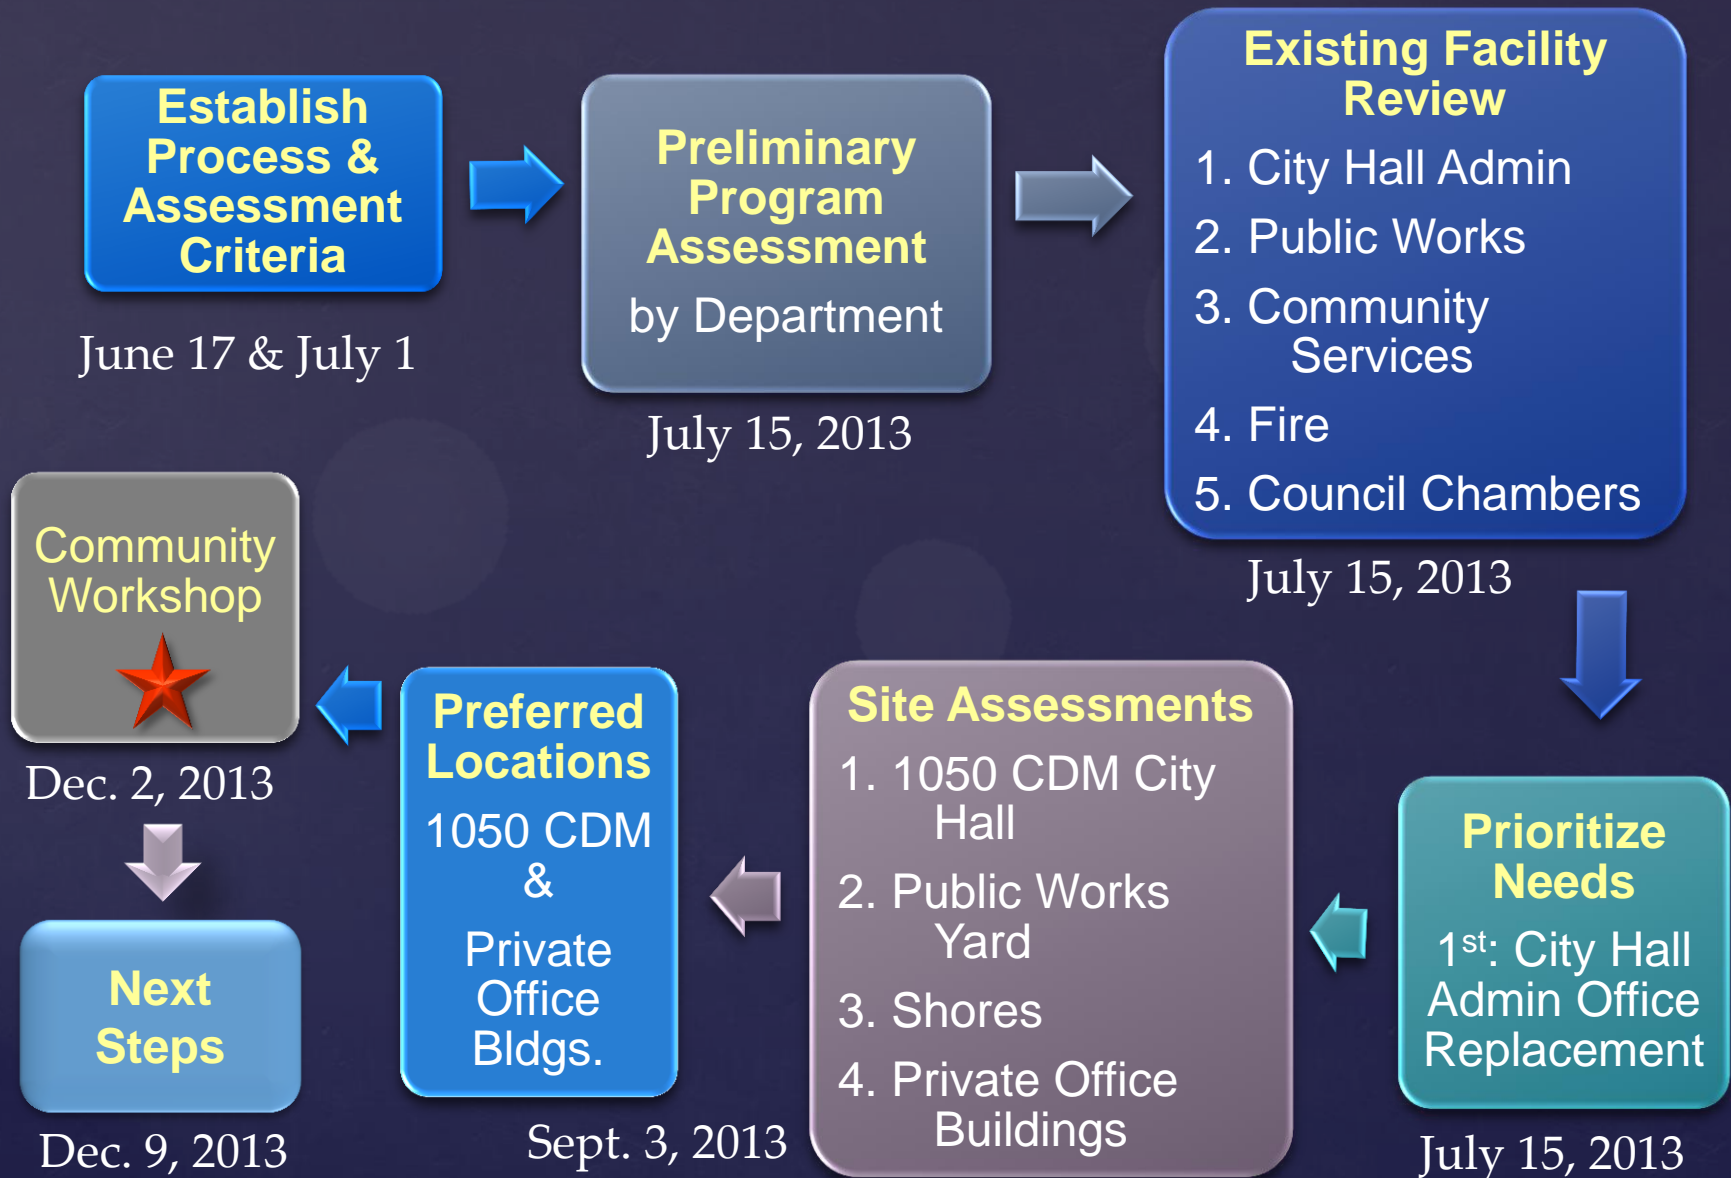 Establish
Process &
Assessment
Criteria
June 17 & July 1
Preliminary
Program
Assessment
by Department
July 15, 2013
Existing Facility
Review
1. City Hall Admin
2. Public Works
3. Community
Services
4. Fire
5. Council Chambers
July 15, 2013
Prioritize
Needs
1st: City Hall
Admin Office
Replacement
July 15, 2013
Site Assessments
1. 1050 CDM City
Hall
2. Public Works
Yard
3. Shores
4. Private Office
Buildings
Sept. 3, 2013
Preferred
Locations
1050 CDM
&
Private
Office
Bldgs.
Community
Workshop
Dec. 2, 2013
Next
Steps
Dec. 9, 2013